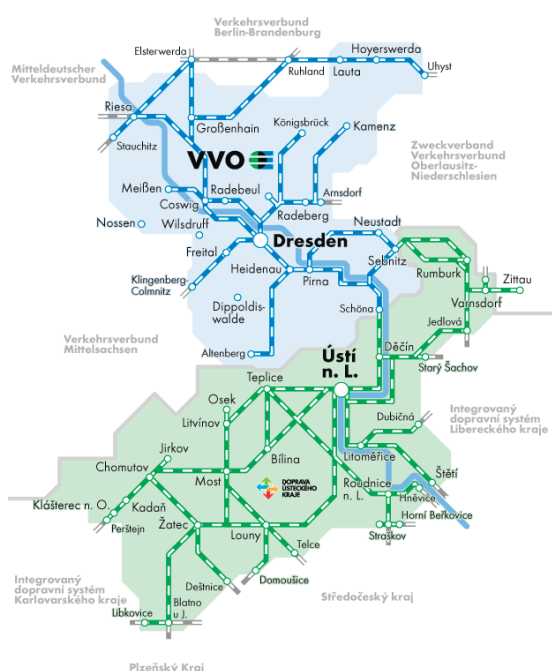 Verkehrsverbund
Berlin-Brandenburg
Elsterwerda
Hoyerswerda
Mitteldeutscher
Verkehrsverbund
Ruhland
Lauta
Uhyst
Riesa
Großenhain
Königsbrück
Kamenz
Stauchitz
VVO
Zweckverband
Verkehrsverbund
Oberlausitz-
Niederschlesien
Meißen
Radebeul
Arnsdorf
Coswig
Radeberg
Nossen
Wilsdruff
Neustadt
Dresden
Freital
Sebnitz
Heidenau
Rumburk
Klingenberg-
Colmnitz
Pirna
Zittau
Varnsdorf
Dippoldis-
walde
Schöna
Jedlová
Verkehrsverbund
Mittelsachsen
Altenberg
Ústí
n. L.
Děčín
Starý Šachov
Teplice
Osek
Dubičná
Litvínov
Integrovaný
dopravní systém
Libereckého kraje
Jirkov
Bílina
Litoměřice
Chomutov
Most
DOPRAVA
ÚSTECKÉHO
KRAJE
Roudnice
n. L.
Štětí
Klášterec n. O.
Kadaň
Hněvice
Perštejn
Žatec
Louny
Horní Beřkovice
Telce
Straškov
Integrovaný
dopravní systém
Karlovarského kraje
Deštnice
Domoušice
Středočeský kraj
Libkovice
Blatno
u J.
Plzeňský Kraj